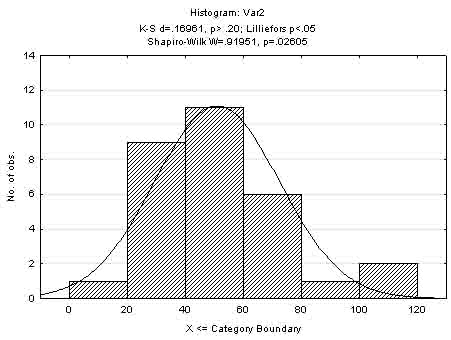 Histogram: Var2
K-S d=.16961, p> .20; Lilliefors p<.05
Shapiro-Wilk W=.91951, p=.02605
14
12
10
8
6
4
2
0
No. of obs.
0 20 40 60 80 100 120
X <= Category Boundary